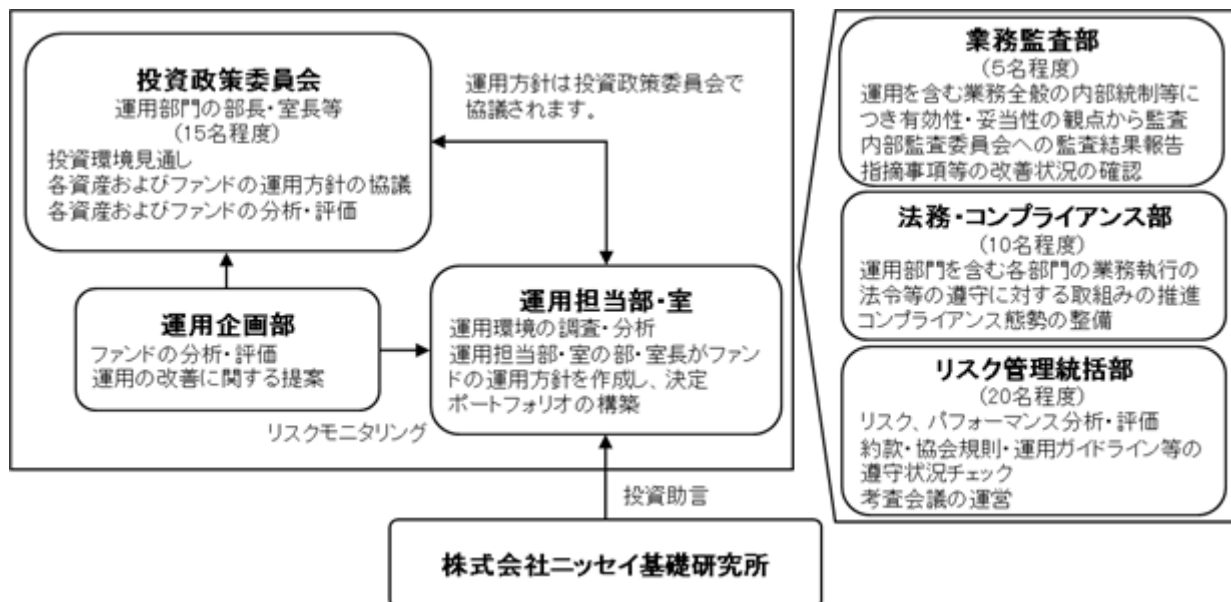 投資政策委員会
運用部門の部長・室長等
(15名程度)
投資環境見通し
各資産およびファンドの運用方針の協議
各資産およびファンドの分析・評価
運用方針は投資政策委員会で
協議されます。
運用企画部
ファンドの分析・評価
運用の改善に関する提案
リスクモニタリング
運用担当部・室
運用環境の調査・分析
運用担当部・室の部・室長がファン
ドの運用方針を作成し、決定
ポートフォリオの構築
投資助言
株式会社ニッセイ基礎研究所
業務監査部
(5名程度)
運用を含む業務全般の内部統制等に
つき有効性・妥当性の観点から監査
内部監査委員会への監査結果報告
指摘事項等の改善状況の確認
法務・コンプライアンス部
(10名程度)
運用部門を含む各部門の業務執行の
法令等の遵守に対する取組みの推進
コンプライアンス態勢の整備
リスク管理統括部
(20名程度)
リスク、パフォーマンス分析・評価
約款・協会規則・運用ガイドライン等の
遵守状況チェック
考査会議の運営